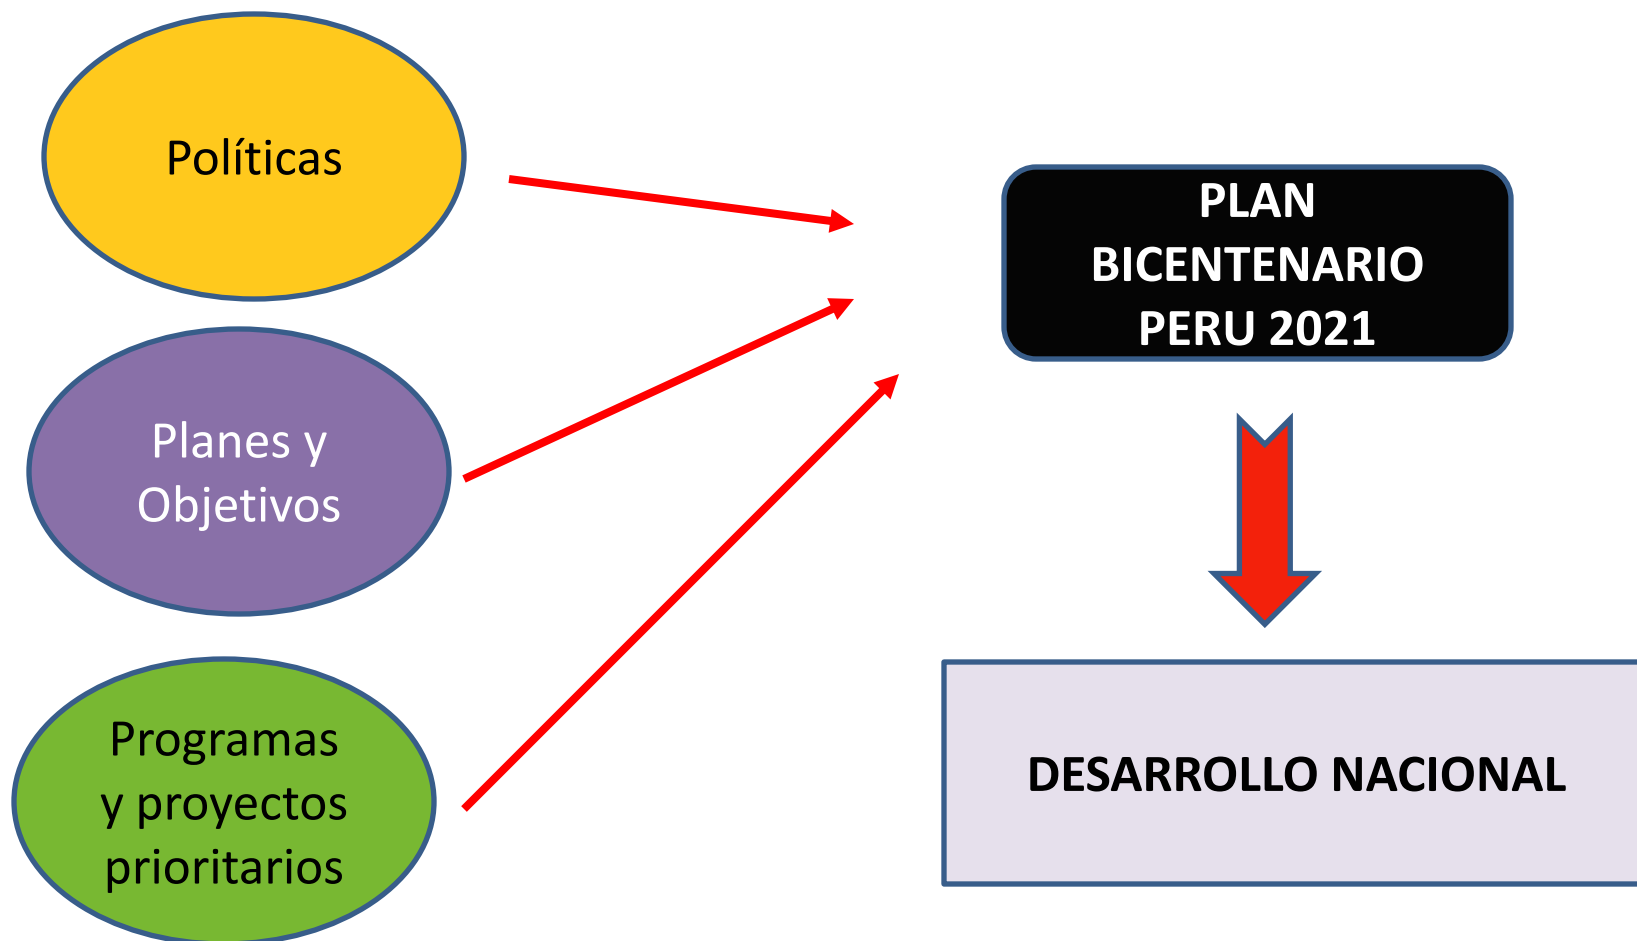 Políticas
Planes y
Objetivos
Programas
y proyectos
prioritarios
PLAN
BICENTENARIO
PERU 2021
DESARROLLO NACIONAL